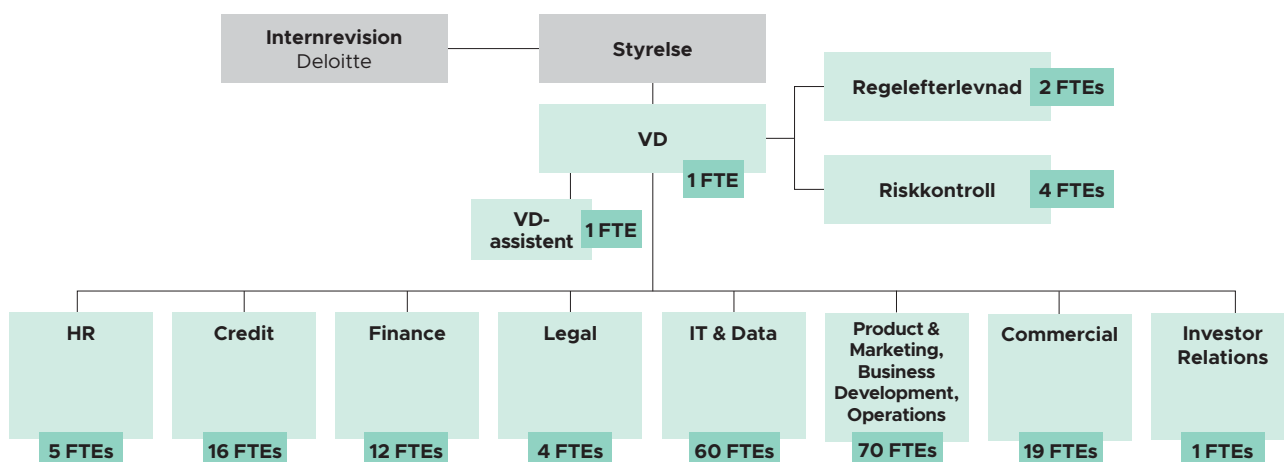 Internrevision
Deloitte
Styrelse
Regelefterlevnad
2 FTEs
VD
1 FTE
Riskkontroll
4 FTEs
VD-
assistent
1 FTE
HR
5 FTEs
Credit
16 FTEs
Finance
12 FTEs
Legal
4 FTEs
IT & Data
60 FTEs
Product &
Marketing,
Business
Development,
Operations
70 FTEs
Commercial
19 FTEs
Investor
Relations
1 FTEs